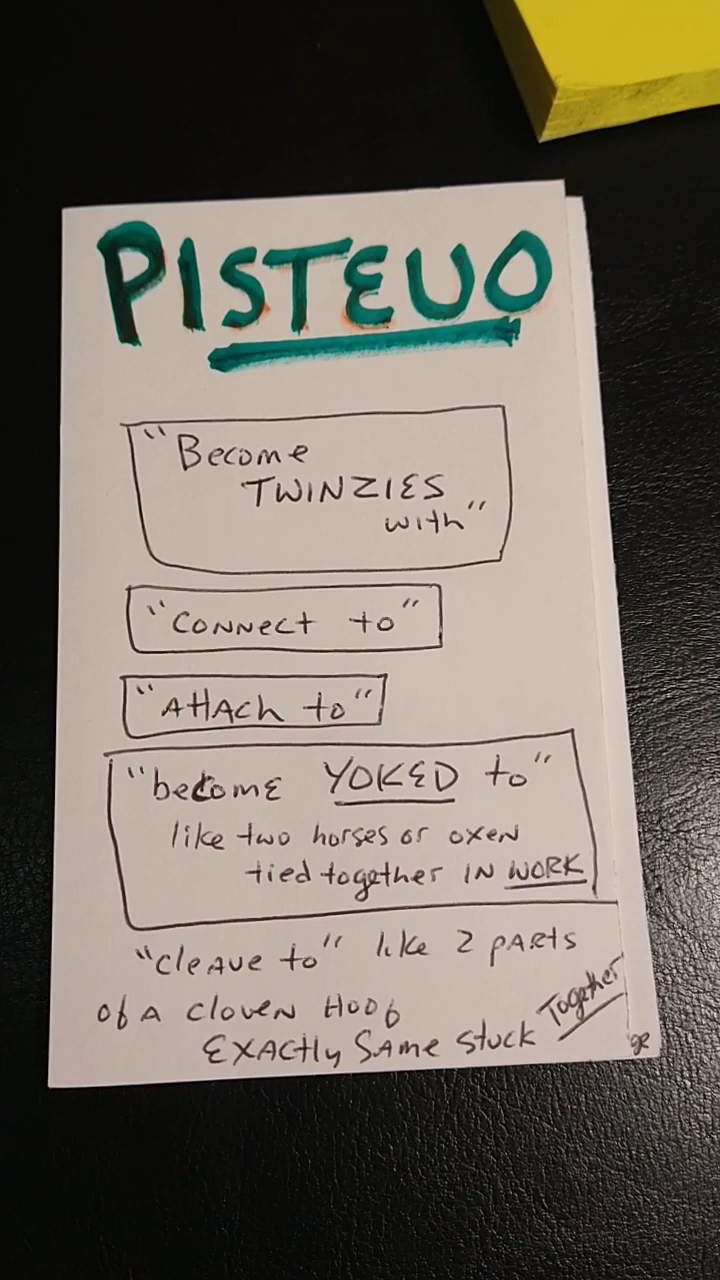 PISTEUO
"Become
TWINZIES
with"
"CONNECT to"
"AttACh to"
"become YOKED to"
like two horses or oxen
tied together IN WORK
"cleAve to" like 2 pARts
of A cloveN Hoof
EXACtly SAMe Stuck Together